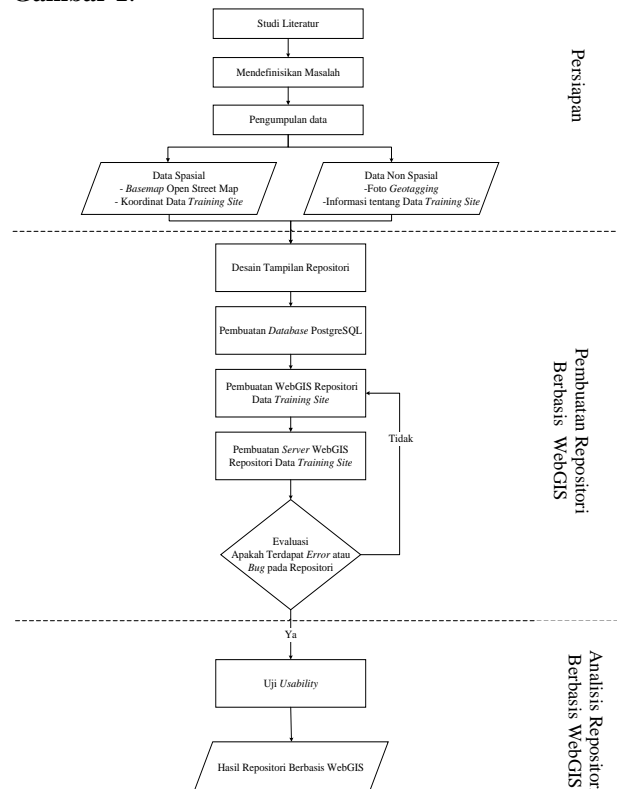 Studi Literatur
Mendefinisikan Masalah
Pengumpulan data
Persiapan
Data Spasial
- Basemap Open Street Map
- Koordinat Data Training Site
Data Non Spasial
-Foto Geotagging
-Informasi tentang Data Training Site
Desain Tampilan Repositori
Pembuatan Database PostgreSQL
Pembuatan WebGIS Repositori
Data Training Site
Pembuatan Server WebGIS
Repositori Data Training Site
Tidak
Pembuatan Repositori
Berbasis WebGIS
Evaluasi
Apakah Terdapat Error atau
Bug pada Repositori
Ya
Uji Usability
Hasil Repositori Berbasis WebGIS
Analisis Repositori
Berbasis WebGIS